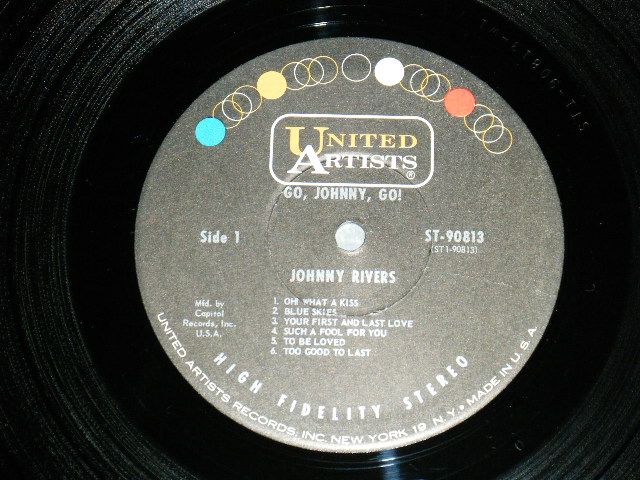 UNITED
ARTISTS
®
GO, JOHNNY, GO!
Side 1
ST-90813
(ST1-90813)
JOHNNY RIVERS
Mfd. by
Capitol
Records, Inc.
U.S.A.
1. OH! WHAT A KISS
2. BLUE SKIES
3. YOUR FIRST AND LAST LOVE
4. SUCH A FOOL FOR YOU
5. TO BE LOVED
6. TOO GOOD TO LAST
HIGH FIDELITY STEREO
UNITED ARTISTS RECORDS, INC. NEW YORK 19, N.Y. • MADE IN U.S.A.